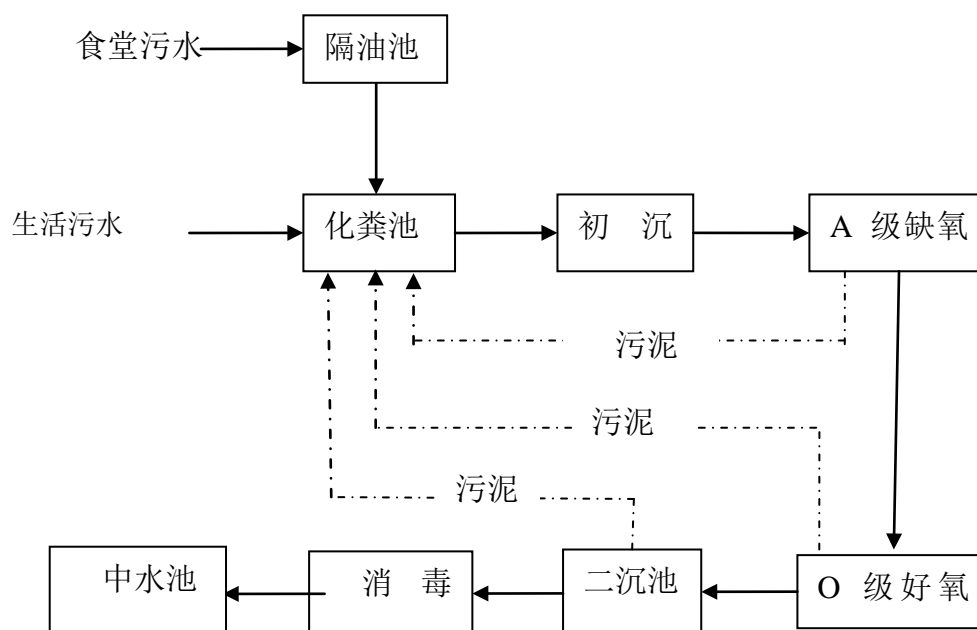 食堂污水
隔油池
生活污水
化粪池
初 沉
A 级缺氧
污泥
污泥
污泥
中水池
消 毒
二沉池
O 级好氧